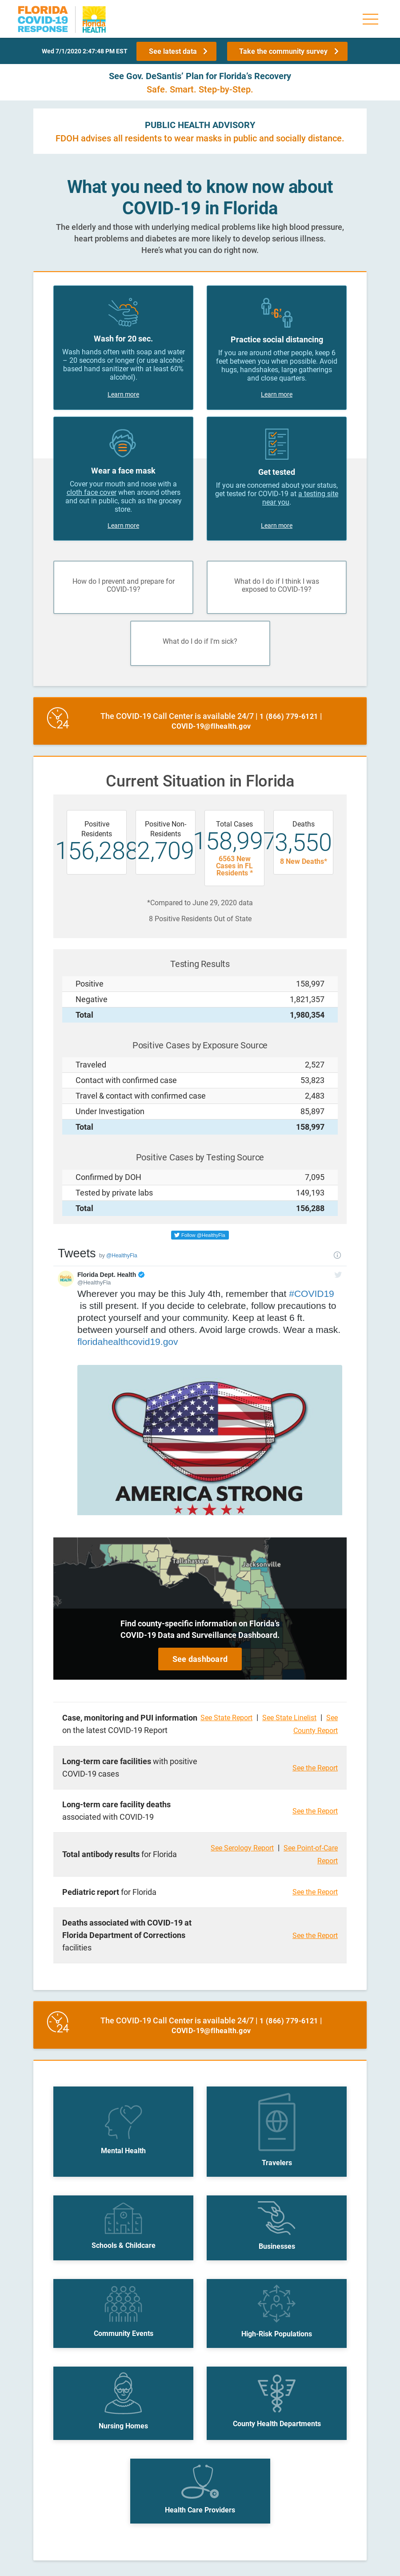 FLORIDA
COVID-19
RESPONSE
Florida
HEALTH
Wed 7/1/2020 2:47:48 PM EST
See latest data
Take the community survey
See Gov. DeSantis' Plan for Florida's Recovery
Safe. Smart. Step-by-Step.
PUBLIC HEALTH ADVISORY
FDOH advises all residents to wear masks in public and socially distance.
What you need to know now about
COVID-19 in Florida
The elderly and those with underlying medical problems like high blood pressure,
heart problems and diabetes are more likely to develop serious illness.
Here's what you can do right now.
Wash for 20 sec.
Wash hands often with soap and water
– 20 seconds or longer (or use alcohol-
based hand sanitizer with at least 60%
alcohol).
Learn more
6'
Practice social distancing
If you are around other people, keep 6
feet between you when possible. Avoid
hugs, handshakes, large gatherings
and close quarters.
Learn more
Wear a face mask
Cover your mouth and nose with a
cloth face cover when around others
and out in public, such as the grocery
store.
Learn more
Get tested
If you are concerned about your status,
get tested for COVID-19 at a testing site
near you.
Learn more
How do I prevent and prepare for
COVID-19?
What do I do if I think I was
exposed to COVID-19?
What do I do if I'm sick?
24
The COVID-19 Call Center is available 24/7 | 1 (866) 779-6121 |
COVID-19@flhealth.gov
Current Situation in Florida
Positive
Residents
156,288
Positive Non-
Residents
2,709
Total Cases
158,997
6563 New
Cases in FL
Residents *
Deaths
3,550
8 New Deaths*
*Compared to June 29, 2020 data
8 Positive Residents Out of State
Testing Results
Positive 158,997
Negative 1,821,357
Total 1,980,354
Positive Cases by Exposure Source
Traveled 2,527
Contact with confirmed case 53,823
Travel & contact with confirmed case 2,483
Under Investigation 85,897
Total 158,997
Positive Cases by Testing Source
Confirmed by DOH 7,095
Tested by private labs 149,193
Total 156,288
Follow @HealthyFla
Tweets by @HealthyFla
Florida Dept. Health
@HealthyFla
Wherever you may be this July 4th, remember that #COVID19
is still present. If you decide to celebrate, follow precautions to
protect yourself and your community. Keep at least 6 ft.
between yourself and others. Avoid large crowds. Wear a mask.
floridahealthcovid19.gov
AMERICA STRONG
Tallahassee
Jacksonville
Find county-specific information on Florida's
COVID-19 Data and Surveillance Dashboard.
See dashboard
Case, monitoring and PUI information
on the latest COVID-19 Report
See State Report | See State Linelist | See
County Report
Long-term care facilities with positive
COVID-19 cases
See the Report
Long-term care facility deaths
associated with COVID-19
See the Report
Total antibody results for Florida
See Serology Report | See Point-of-Care
Report
Pediatric report for Florida
See the Report
Deaths associated with COVID-19 at
Florida Department of Corrections
facilities
See the Report
24
The COVID-19 Call Center is available 24/7 | 1 (866) 779-6121 |
COVID-19@flhealth.gov
Mental Health
Travelers
Schools & Childcare
Businesses
Community Events
High-Risk Populations
Nursing Homes
County Health Departments
Health Care Providers